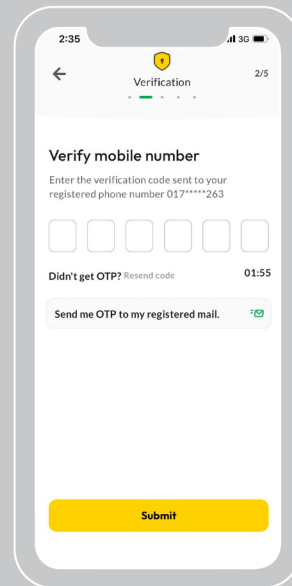 2:35
3G
Verification
2/5
Verify mobile number
Enter the verification code sent to your
registered phone number 017*****263
Didn't get OTP? Resend code
01:55
Send me OTP to my registered mail.
Submit